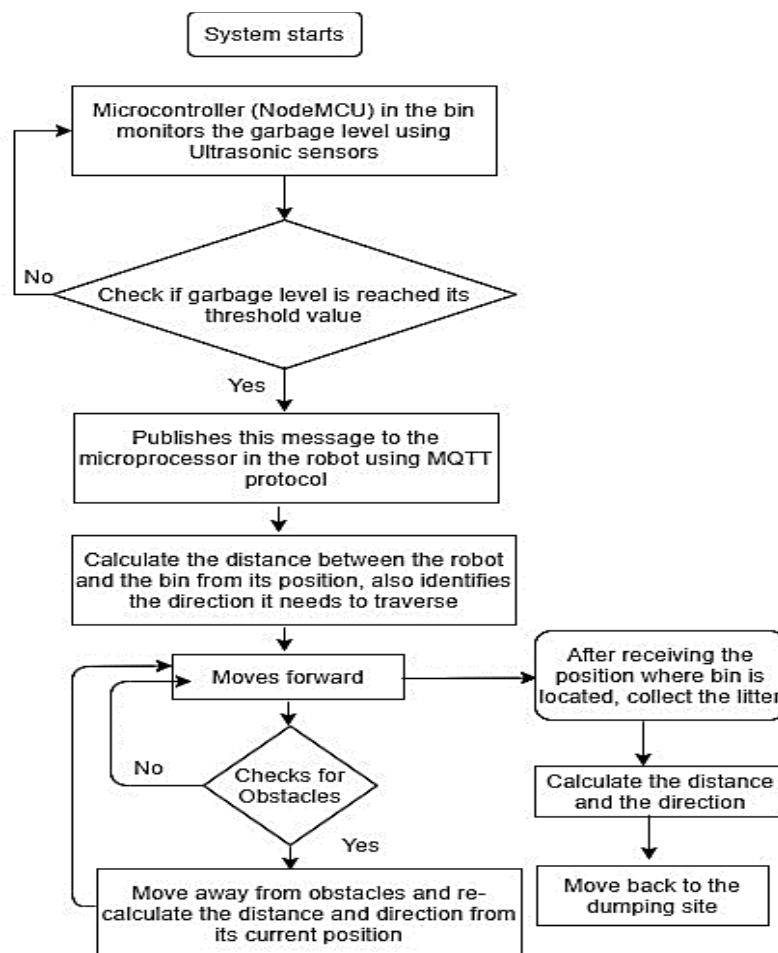 System starts
Microcontroller (NodeMCU) in the bin
monitors the garbage level using
Ultrasonic sensors
No
Check if garbage level is reached its
threshold value
Yes
Publishes this message to the
microprocessor in the robot using MQTT
protocol
Calculate the distance between the robot
and the bin from its position, also identifies
the direction it needs to traverse
Moves forward
After receiving the
position where bin is
located, collect the litter
No
Checks for
Obstacles
Yes
Calculate the distance
and the direction
Move away from obstacles and re-
calculate the distance and direction from
its current position
Move back to the
dumping site